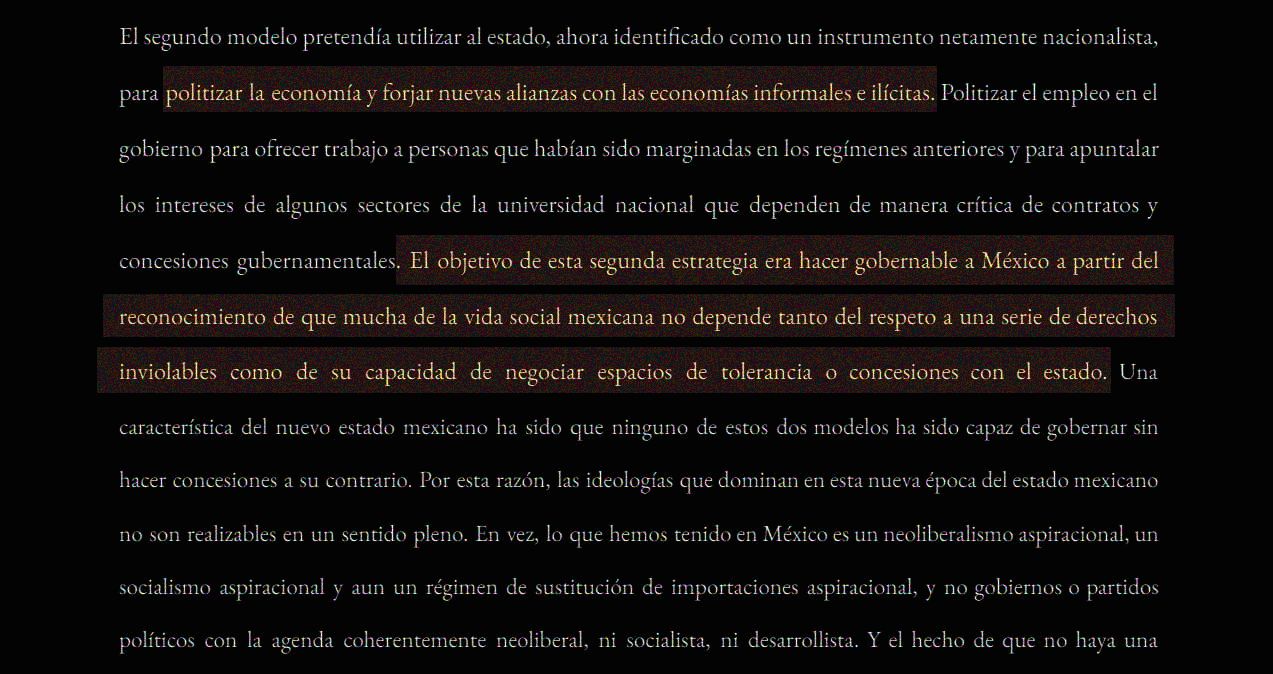 El segundo modelo pretendía utilizar al estado, ahora identificado como un instrumento netamente nacionalista,
para politizar la economía y forjar nuevas alianzas con las economías informales e ilícitas. Politizar el empleo en el
gobierno para ofrecer trabajo a personas que habían sido marginadas en los regímenes anteriores y para apuntalar
los intereses de algunos sectores de la universidad nacional que dependen de manera crítica de contratos y
concesiones gubernamentales. El objetivo de esta segunda estrategia era hacer gobernable a México a partir del
reconocimiento de que mucha de la vida social mexicana no depende tanto del respeto a una serie de derechos
inviolables como de su capacidad de negociar espacios de tolerancia o concesiones con el estado. Una
característica del nuevo estado mexicano ha sido que ninguno de estos dos modelos ha sido capaz de gobernar sin
hacer concesiones a su contrario. Por esta razón, las ideologías que dominan en esta nueva época del estado mexicano
no son realizables en un sentido pleno. En vez, lo que hemos tenido en México es un neoliberalismo aspiracional, un
socialismo aspiracional y aun un régimen de sustitución de importaciones aspiracional, y no gobiernos o partidos
políticos con la agenda coherentemente neoliberal, ni socialista, ni desarrollista. Y el hecho de que no haya una